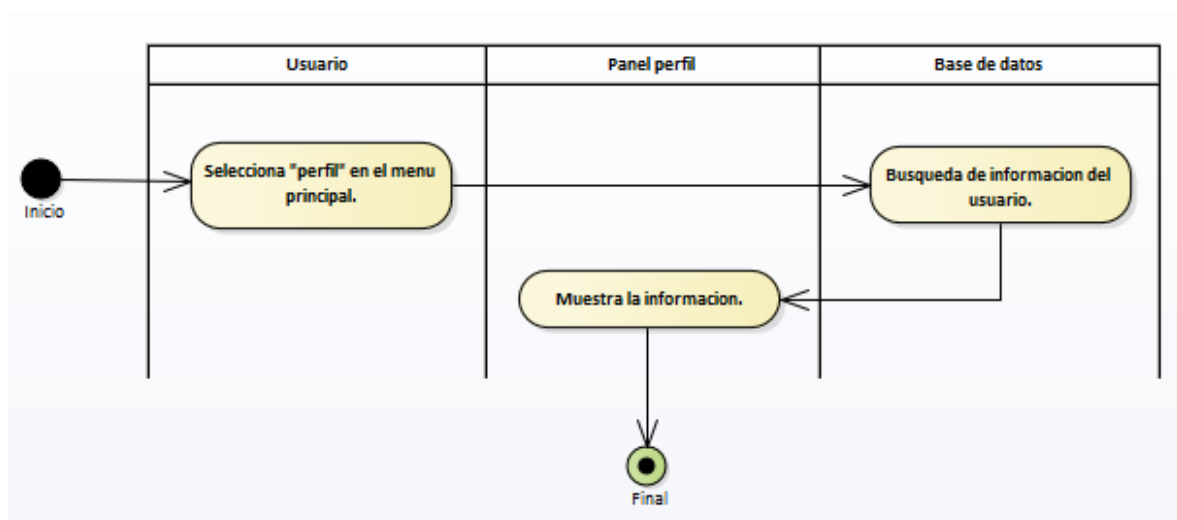 Usuario
Panel perfil
Base de datos
Selecciona "perfil" en el menu
principal.
Busqueda de informacion del
usuario.
Inicio
Muestra la informacion.
Final